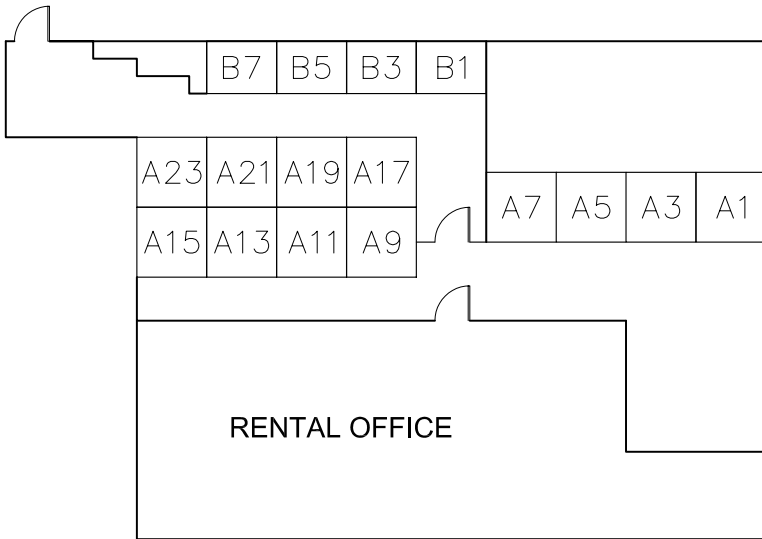 B7 B5 B3 B1
A23 A21 A19 A17
A7 A5 A3 A1
A15 A13 A11 A9
RENTAL OFFICE